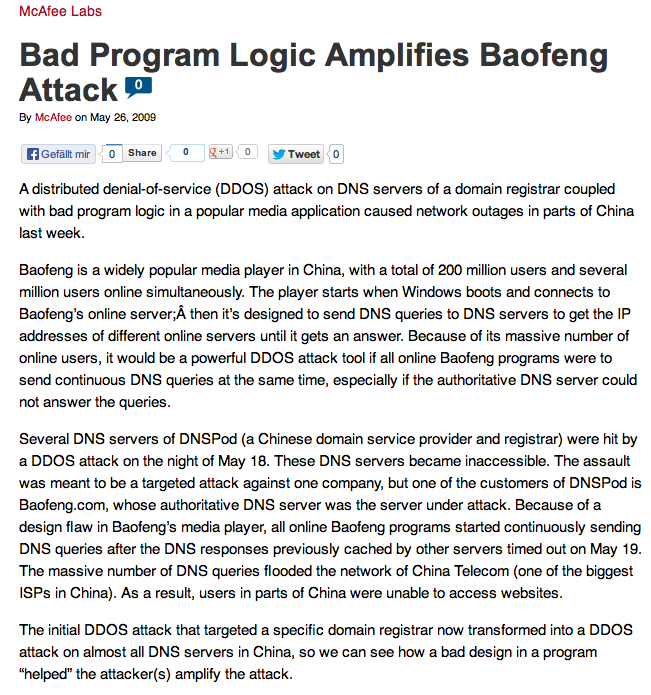 McAfee Labs
Bad Program Logic Amplifies Baofeng
Attack 0
By McAfee on May 26, 2009
Gefällt mir 0 Share 0 +1 0 Tweet 0
A distributed denial-of-service (DDOS) attack on DNS servers of a domain registrar coupled
with bad program logic in a popular media application caused network outages in parts of China
last week.
Baofeng is a widely popular media player in China, with a total of 200 million users and several
million users online simultaneously. The player starts when Windows boots and connects to
Baofeng’s online server;Â then it’s designed to send DNS queries to DNS servers to get the IP
addresses of different online servers until it gets an answer. Because of its massive number of
online users, it would be a powerful DDOS attack tool if all online Baofeng programs were to
send continuous DNS queries at the same time, especially if the authoritative DNS server could
not answer the queries.
Several DNS servers of DNSPod (a Chinese domain service provider and registrar) were hit by
a DDOS attack on the night of May 18. These DNS servers became inaccessible. The assault
was meant to be a targeted attack against one company, but one of the customers of DNSPod is
Baofeng.com, whose authoritative DNS server was the server under attack. Because of a
design flaw in Baofeng’s media player, all online Baofeng programs started continuously sending
DNS queries after the DNS responses previously cached by other servers timed out on May 19.
The massive number of DNS queries flooded the network of China Telecom (one of the biggest
ISPs in China). As a result, users in parts of China were unable to access websites.
The initial DDOS attack that targeted a specific domain registrar now transformed into a DDOS
attack on almost all DNS servers in China, so we can see how a bad design in a program
“helped” the attacker(s) amplify the attack.